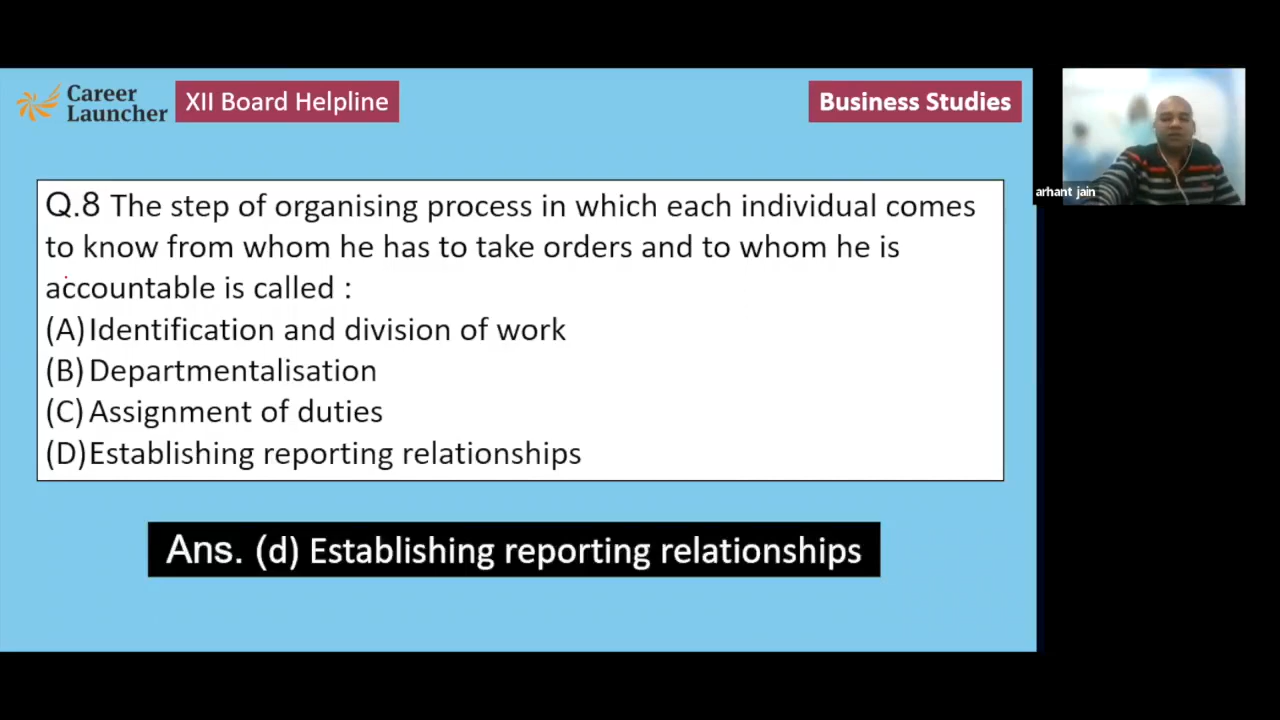 Career
Launcher
XII Board Helpline
Business Studies
arhant jain
Q.8 The step of organising process in which each individual comes
to know from whom he has to take orders and to whom he is
accountable is called :
(A) Identification and division of work
(B) Departmentalisation
(C) Assignment of duties
(D) Establishing reporting relationships
Ans. (d) Establishing reporting relationships